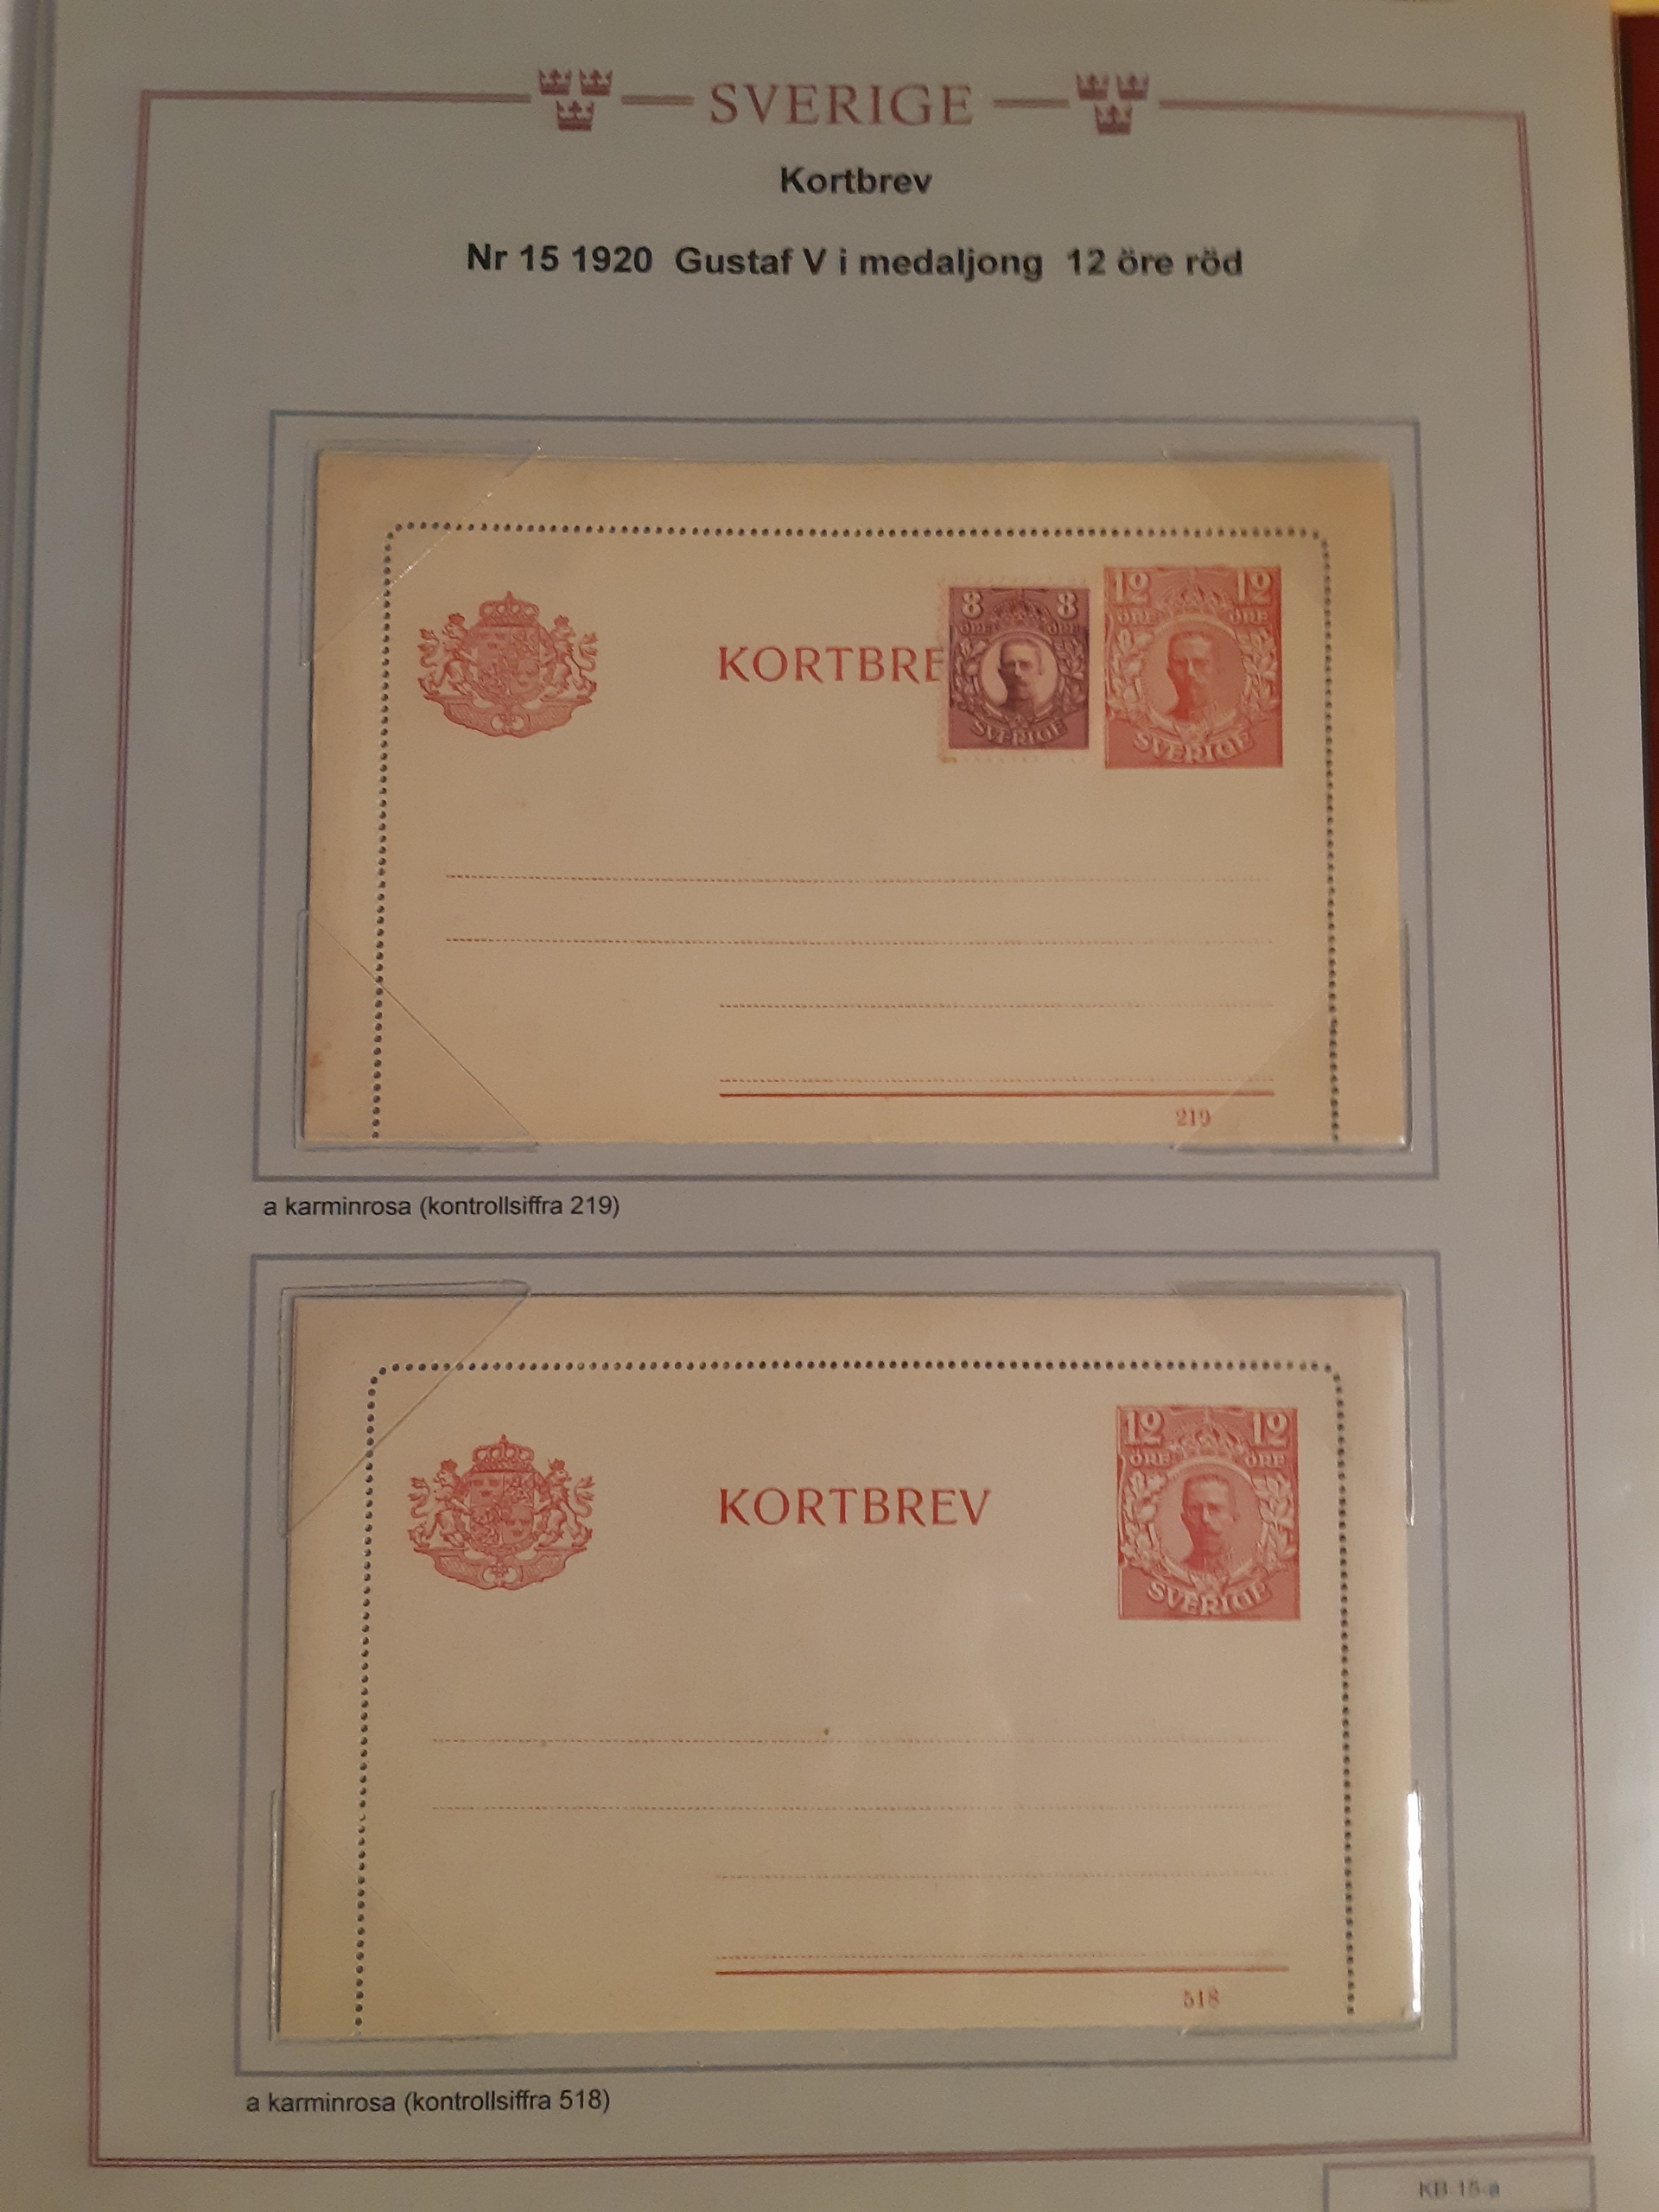 SVERIGE
Kortbrev
Nr 15 1920 Gustaf V i medaljong 12 öre röd
8 8
ÖRE ÖRE
SVERIGE
12 12
ÖRE ÖRE
SVERIGE
KORTBRE
219
a karminrosa (kontrollsiffra 219)
12 12
ÖRE ÖRE
SVERIGE
KORTBREV
518
a karminrosa (kontrollsiffra 518)
KB-15-a